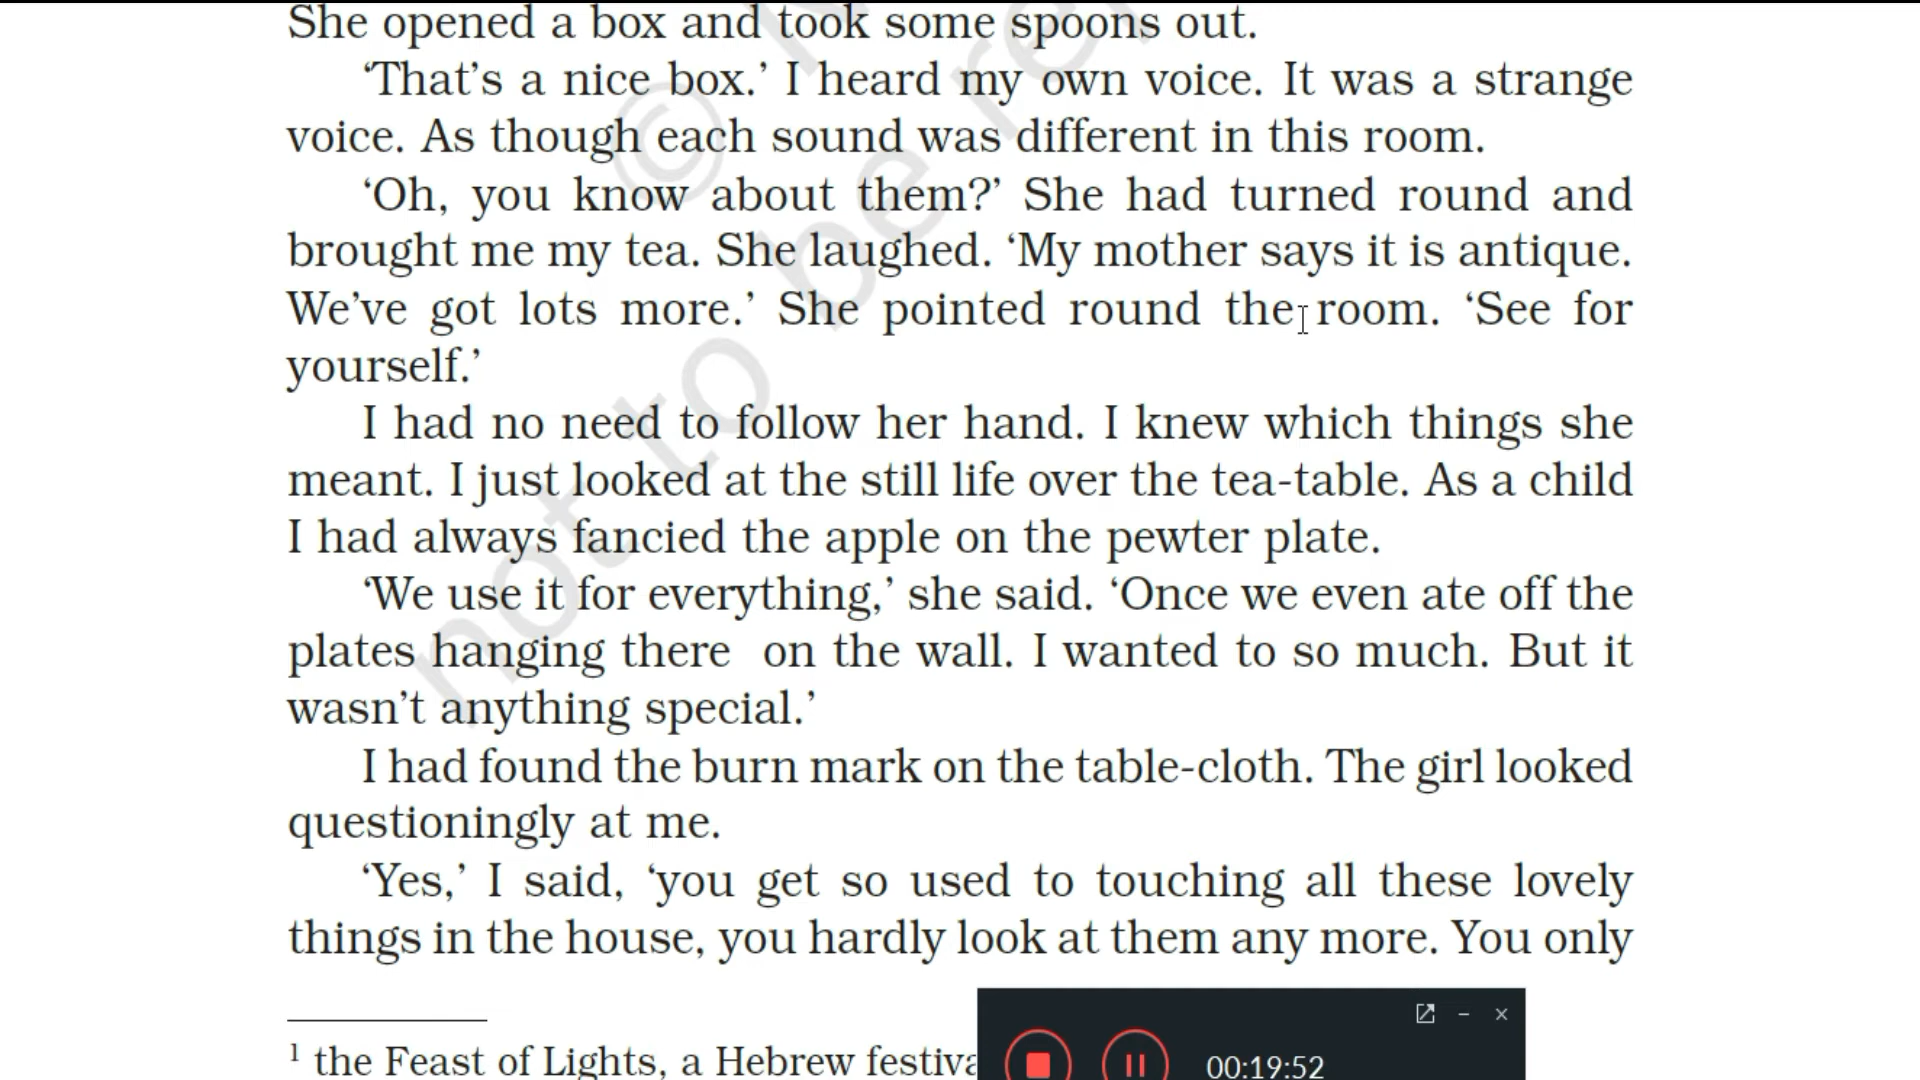 She opened a box and took some spoons out.
‘That’s a nice box.’ I heard my own voice. It was a strange
voice. As though each sound was different in this room.
‘Oh, you know about them?’ She had turned round and
brought me my tea. She laughed. ‘My mother says it is antique.
We’ve got lots more.’ She pointed round the room. ‘See for
yourself.’
I had no need to follow her hand. I knew which things she
meant. I just looked at the still life over the tea-table. As a child
I had always fancied the apple on the pewter plate.
‘We use it for everything,’ she said. ‘Once we even ate off the
plates hanging there on the wall. I wanted to so much. But it
wasn’t anything special.’
I had found the burn mark on the table-cloth. The girl looked
questioningly at me.
‘Yes,’ I said, ‘you get so used to touching all these lovely
things in the house, you hardly look at them any more. You only
1 the Feast of Lights, a Hebrew
00:19:52
©
not to be